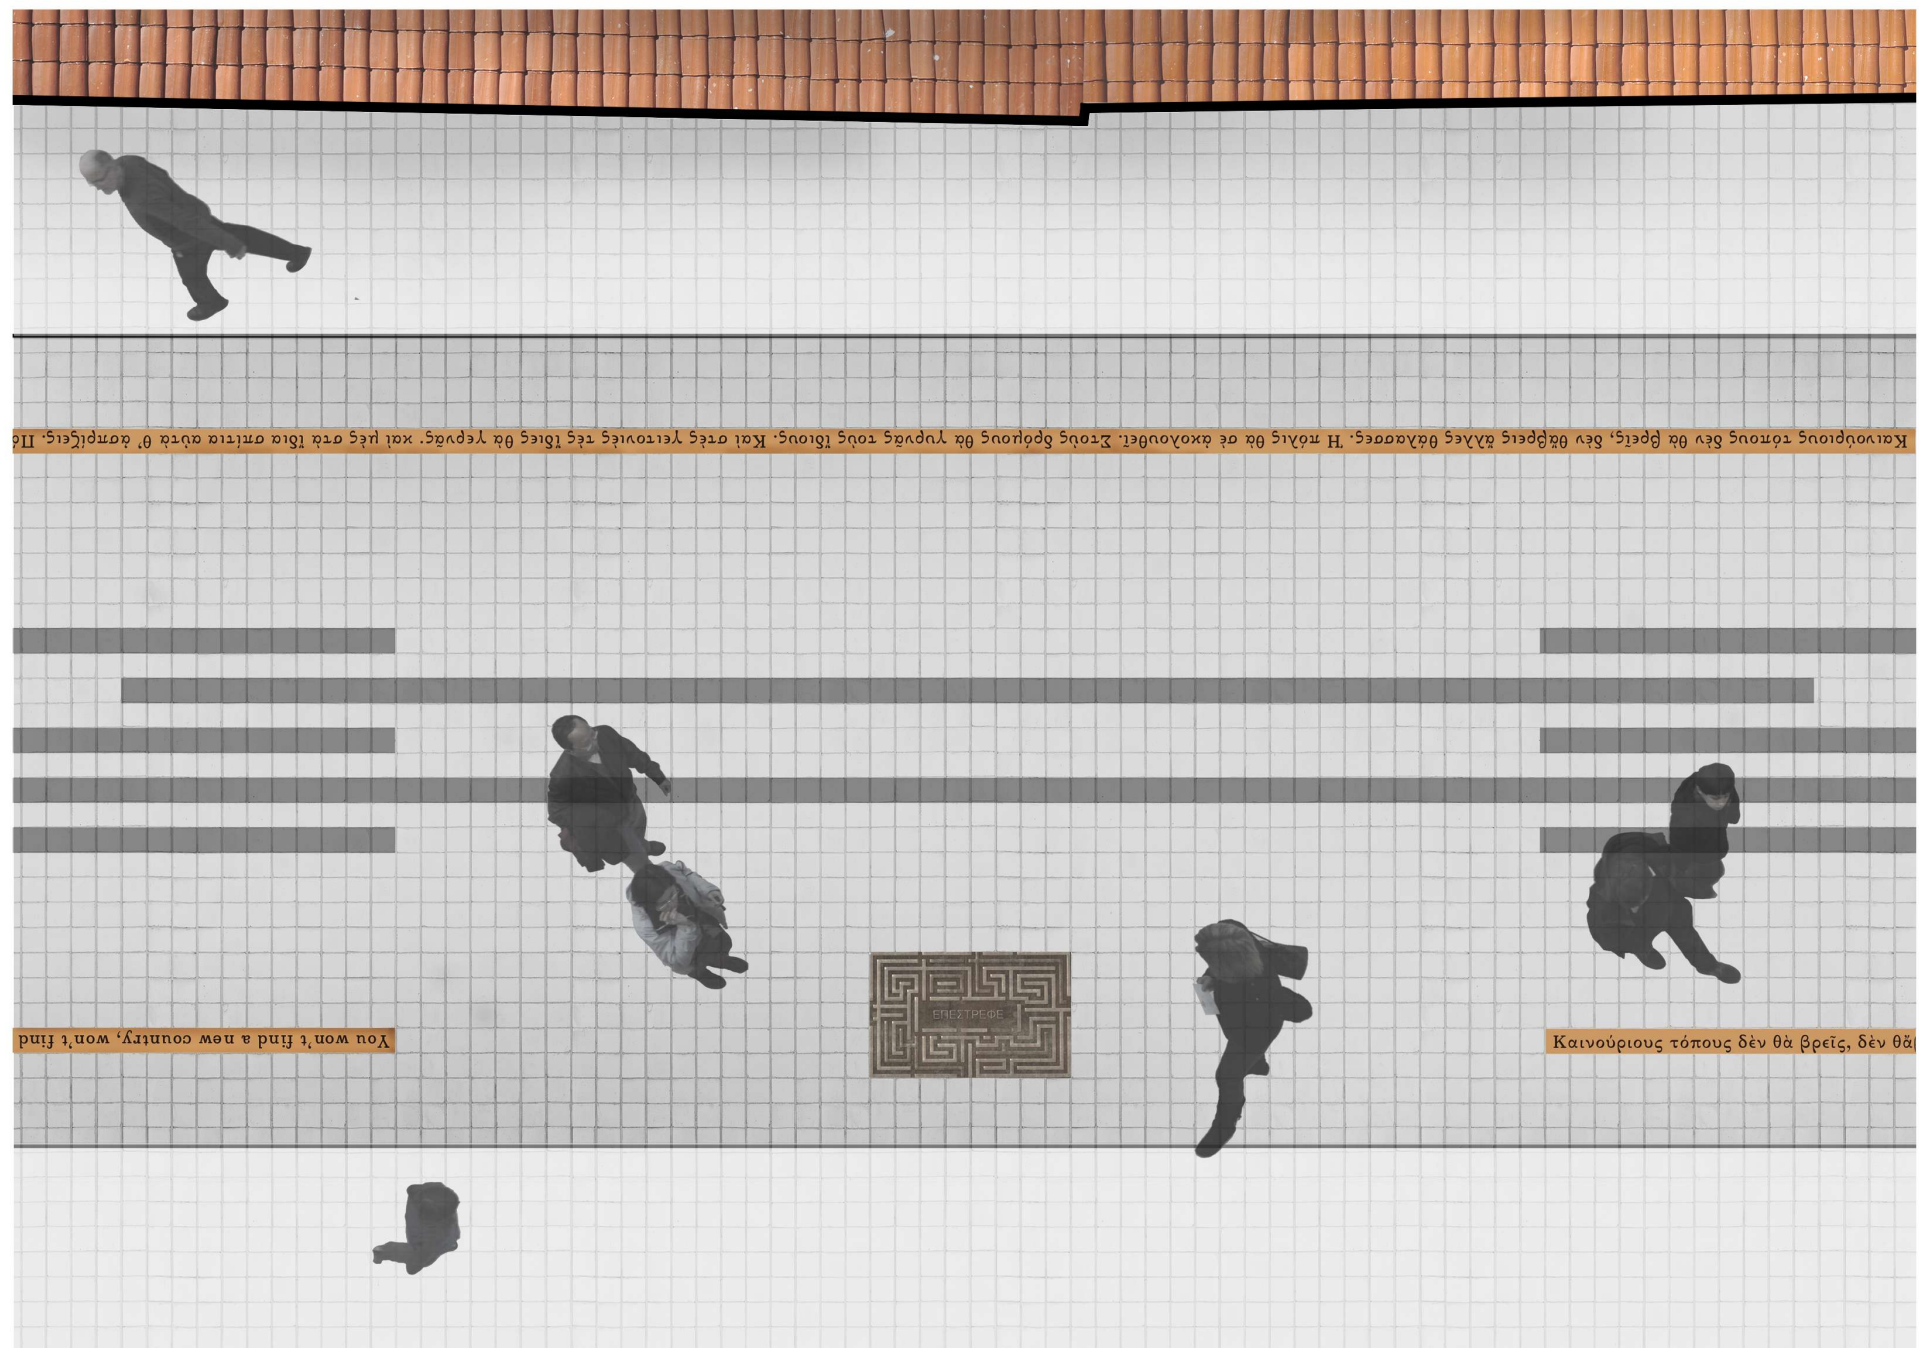 Καινούριους τόπους δὲν θὰ βρεῖς, δὲν θἄβρεις ἄλλες θάλασσες. Ἡ πόλις θὰ σὲ ἀκολουθεῖ. Στοὺς δρόμους θὰ γυρνᾶς τοὺς ἴδιους. Καὶ στὲς γειτονιὲς τὲς ἴδιες θὰ γερνᾶς· καὶ μὲς στὰ ἴδια σπίτια αὐτὰ θ’ ἀσπρίζεις. Πά
ΕΠΕΣΤΡΕΦΕ
You won't find a new country, won't find
Καινούριους τόπους δὲν θὰ βρεῖς, δὲν θἄβ